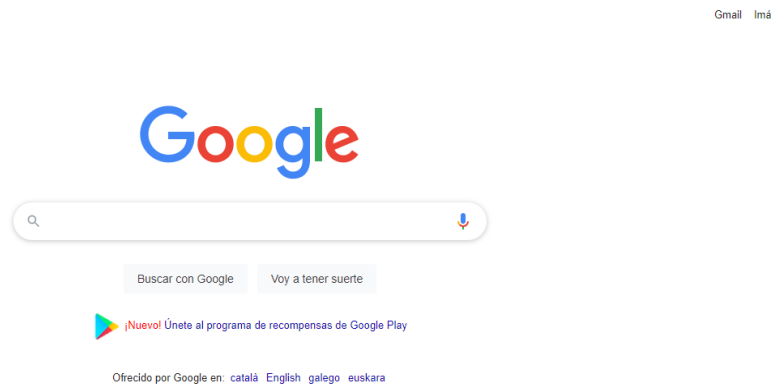 Gmail Imá
Google
Buscar con Google Voy a tener suerte
¡Nuevo! Únete al programa de recompensas de Google Play
Ofrecido por Google en: català English galego euskara